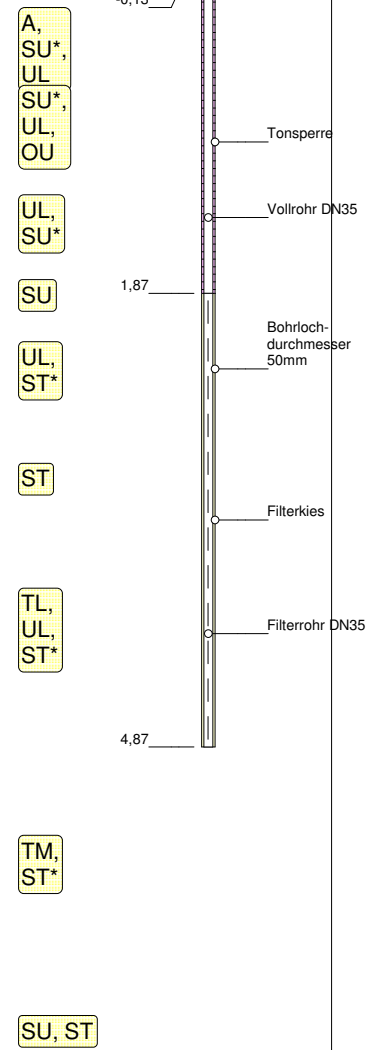 -0,13
A,
SU*,
UL
SU*,
UL,
OU
Tonsperre
UL,
SU*
Vollrohr DN35
SU
1,87
Bohrloch-
durchmesser
50mm
UL,
ST*
ST
Filterkies
TL,
UL,
ST*
Filterrohr DN35
4,87
TM,
ST*
SU, ST